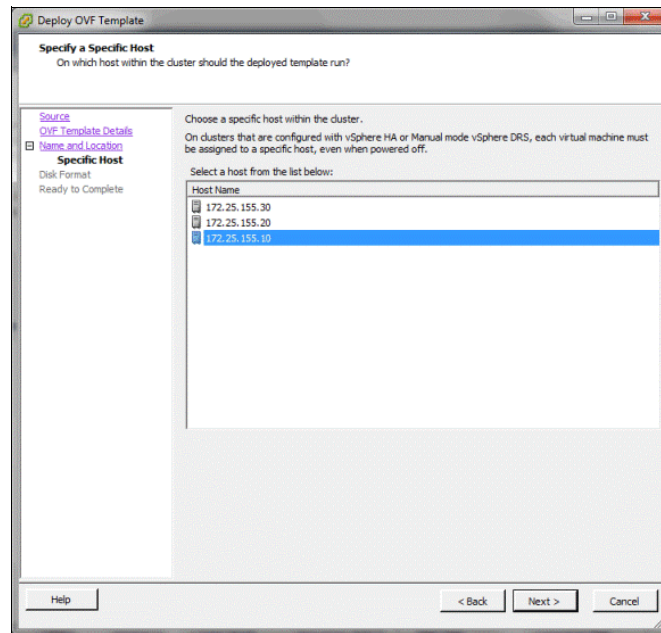 Deploy OVF Template
Specify a Specific Host
On which host within the cluster should the deployed template run?
Source
OVF Template Details
Name and Location
Specific Host
Disk Format
Ready to Complete
Choose a specific host within the cluster.
On clusters that are configured with vSphere HA or Manual mode vSphere DRS, each virtual machine must
be assigned to a specific host, even when powered off.
Select a host from the list below:
Host Name
172.25.155.30
172.25.155.20
172.25.155.10
Help
< Back
Next >
Cancel